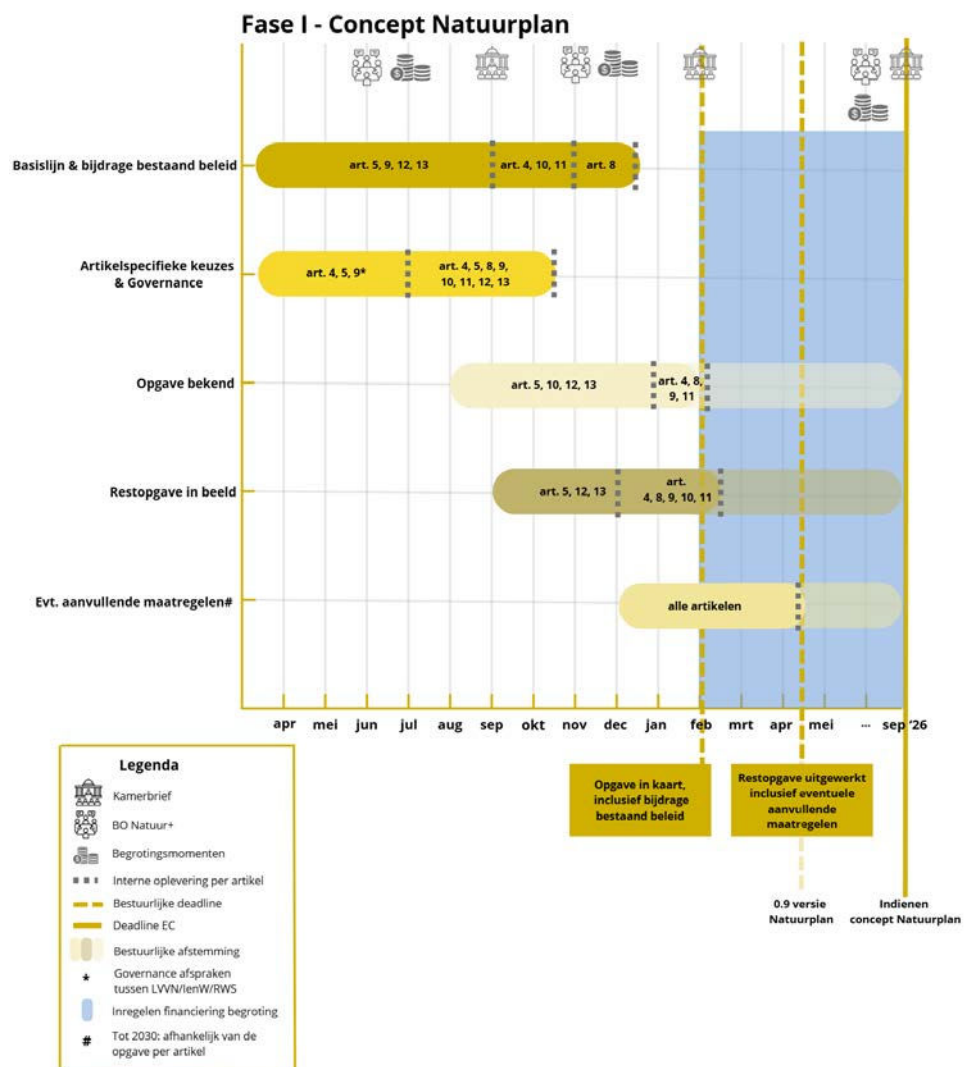 Fase I - Concept Natuurplan
Basislijn & bijdrage bestaand beleid
art. 5, 9, 12, 13
art. 4, 10, 11
art. 8
Artikelspecifieke keuzes
& Governance
art. 4, 5, 9*
art. 4, 5, 8, 9,
10, 11, 12, 13
Opgave bekend
art. 5, 10, 12, 13
art. 4, 8,
9, 11
Restopgave in beeld
art. 5, 12, 13
art.
4, 8, 9, 10, 11
Evt. aanvullende maatregelen#
alle artikelen
apr mei jun jul aug sep okt nov dec jan feb mrt apr mei ... sep '26
Opgave in kaart,
inclusief bijdrage
bestaand beleid
Restopgave uitgewerkt
inclusief eventuele
aanvullende
maatregelen
0.9 versie
Natuurplan
Indienen
concept Natuurplan
Legenda
Kamerbrief
BO Natuur+
Begrotingsmomenten
Interne oplevering per artikel
Bestuurlijke deadline
Deadline EC
Bestuurlijke afstemming
* Governance afspraken
tussen LVVN/IenW/RWS
Inregelen financiering begroting
# Tot 2030: afhankelijk van de
opgave per artikel